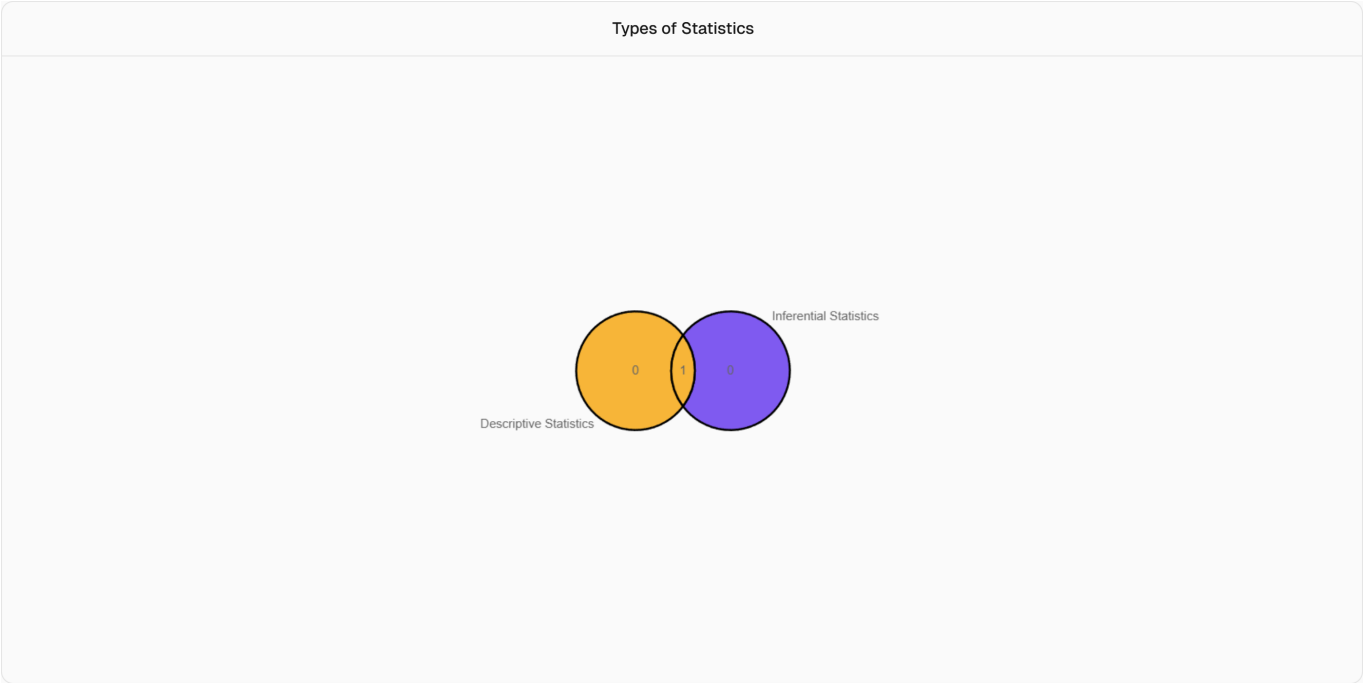 Types of Statistics
Inferential Statistics
0
1
0
Descriptive Statistics